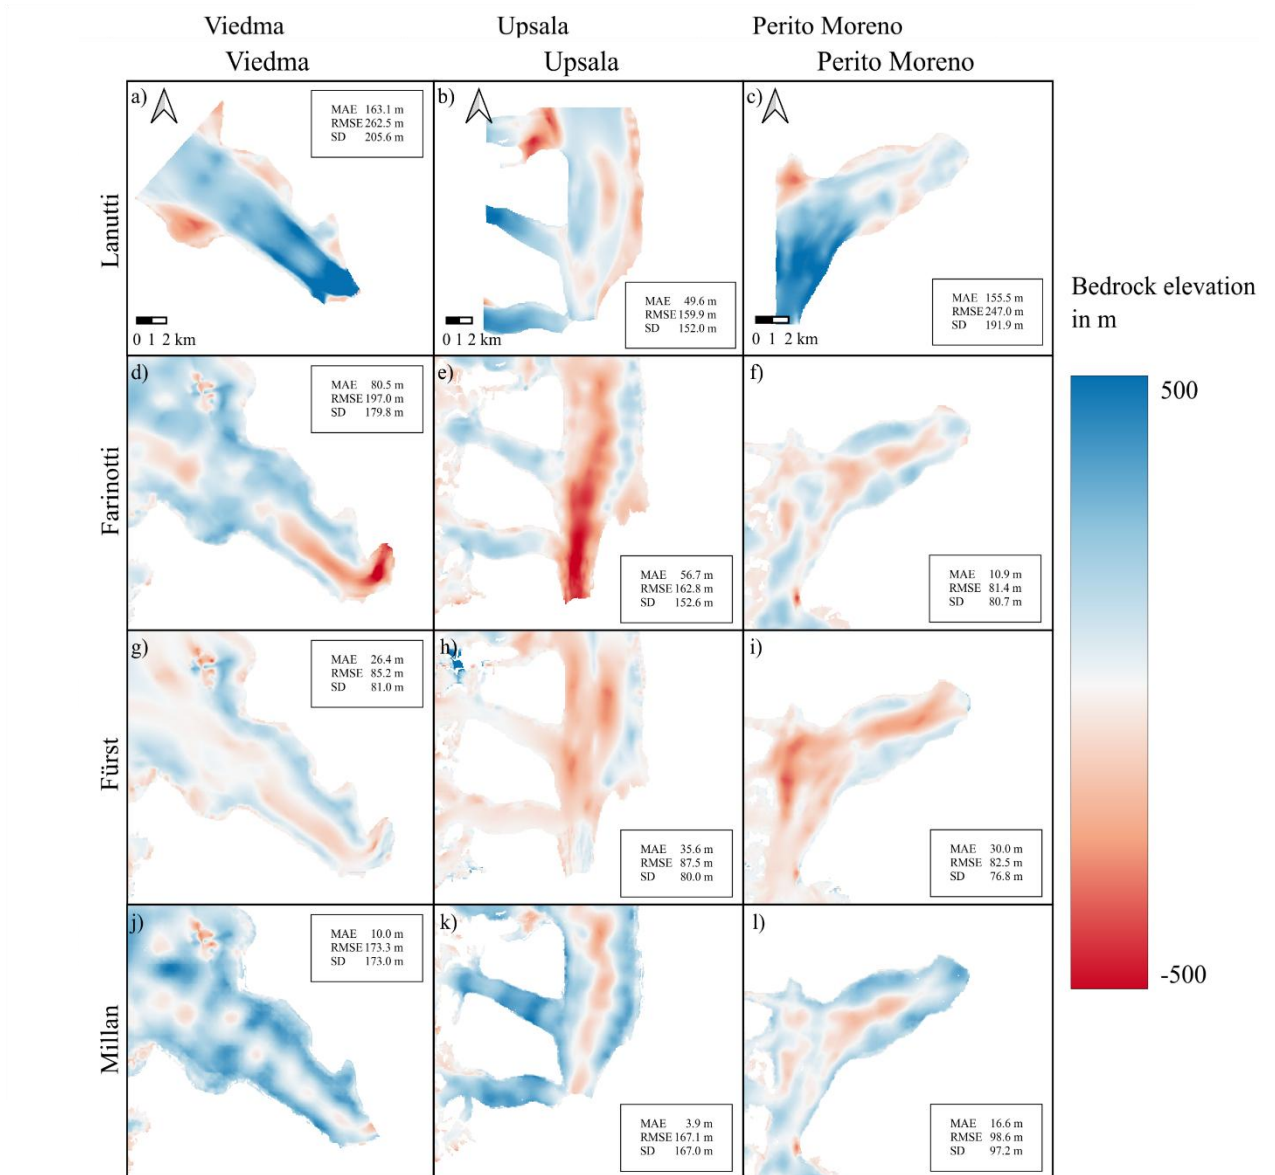 Viedma Upsala Perito Moreno
Viedma Upsala Perito Moreno
Lanutti
a)
MAE 163.1 m
RMSE 262.5 m
SD 205.6 m
0 1 2 km
b)
MAE 49.6 m
RMSE 159.9 m
SD 152.0 m
0 1 2 km
c)
MAE 155.5 m
RMSE 247.0 m
SD 191.9 m
0 1 2 km
Farinotti
d)
MAE 80.5 m
RMSE 197.0 m
SD 179.8 m
e)
MAE 56.7 m
RMSE 162.8 m
SD 152.6 m
f)
MAE 10.9 m
RMSE 81.4 m
SD 80.7 m
Fürst
g)
MAE 26.4 m
RMSE 85.2 m
SD 81.0 m
h)
MAE 35.6 m
RMSE 87.5 m
SD 80.0 m
i)
MAE 30.0 m
RMSE 82.5 m
SD 76.8 m
Millan
j)
MAE 10.0 m
RMSE 173.3 m
SD 173.0 m
k)
MAE 3.9 m
RMSE 167.1 m
SD 167.0 m
l)
MAE 16.6 m
RMSE 98.6 m
SD 97.2 m
Bedrock elevation
in m
500
-500